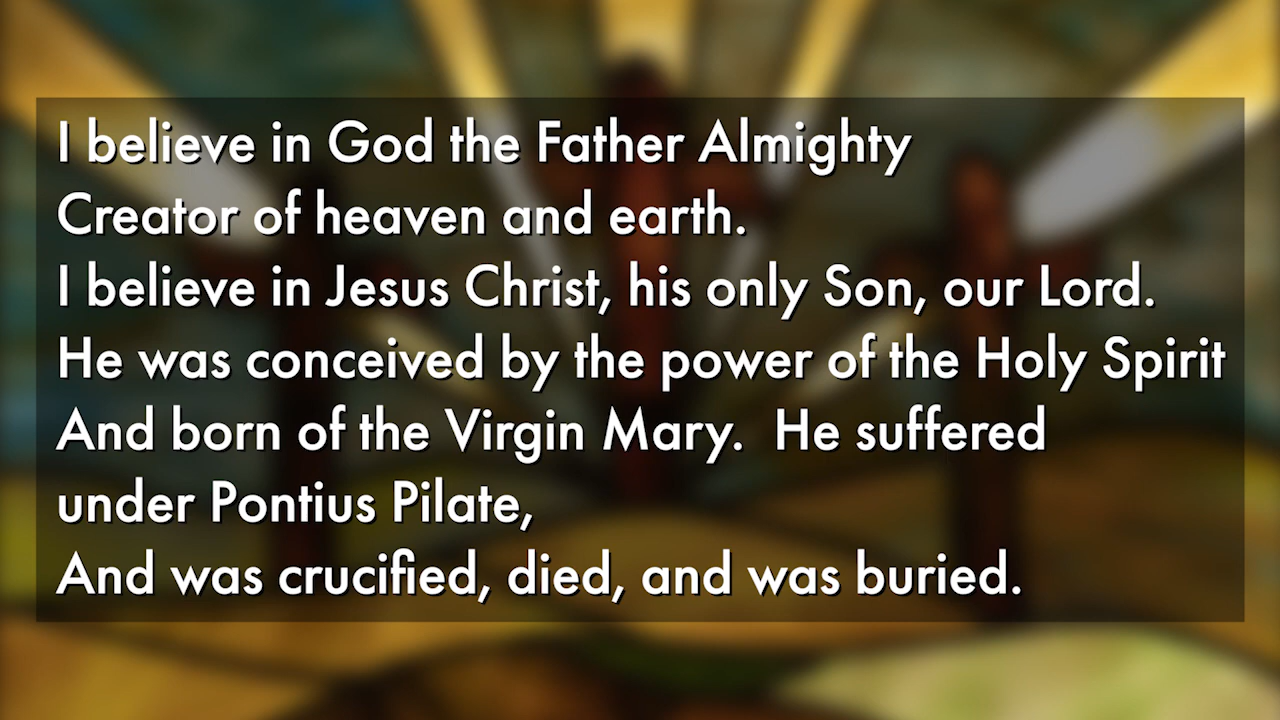 I believe in God the Father Almighty
Creator of heaven and earth.
I believe in Jesus Christ, his only Son, our Lord.
He was conceived by the power of the Holy Spirit
And born of the Virgin Mary.  He suffered
under Pontius Pilate,
And was crucified, died, and was buried.